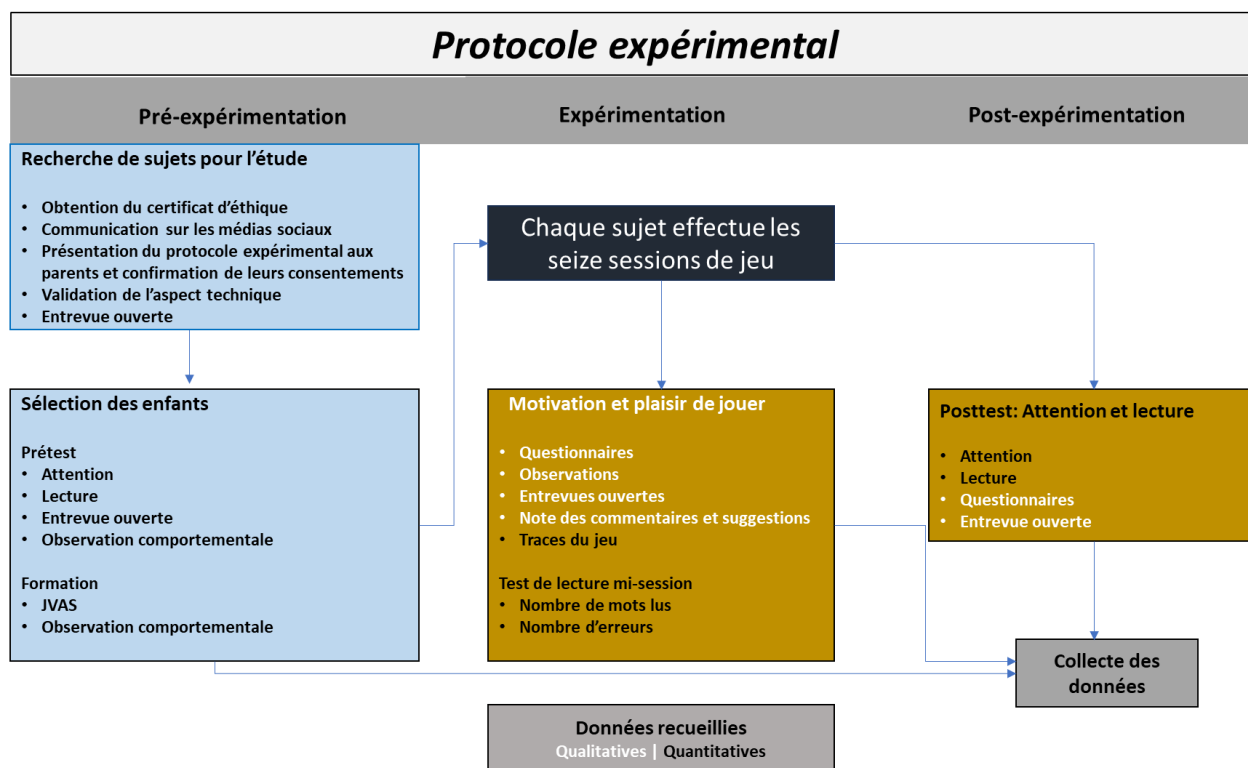 Protocole expérimental
Pré-expérimentation
Expérimentation
Post-expérimentation
Recherche de sujets pour l'étude
• Obtention du certificat d'éthique
• Communication sur les médias sociaux
• Présentation du protocole expérimental aux
parents et confirmation de leurs consentements
• Validation de l'aspect technique
• Entrevue ouverte
Sélection des enfants
Prétest
• Attention
• Lecture
• Entrevue ouverte
• Observation comportementale
Formation
• JVAS
• Observation comportementale
Chaque sujet effectue les
seize sessions de jeu
Motivation et plaisir de jouer
• Questionnaires
• Observations
• Entrevues ouvertes
• Note des commentaires et suggestions
• Traces du jeu
Test de lecture mi-session
• Nombre de mots lus
• Nombre d'erreurs
Posttest: Attention et lecture
• Attention
• Lecture
• Questionnaires
• Entrevue ouverte
Collecte des
données
Données recueillies
Qualitatives | Quantitatives